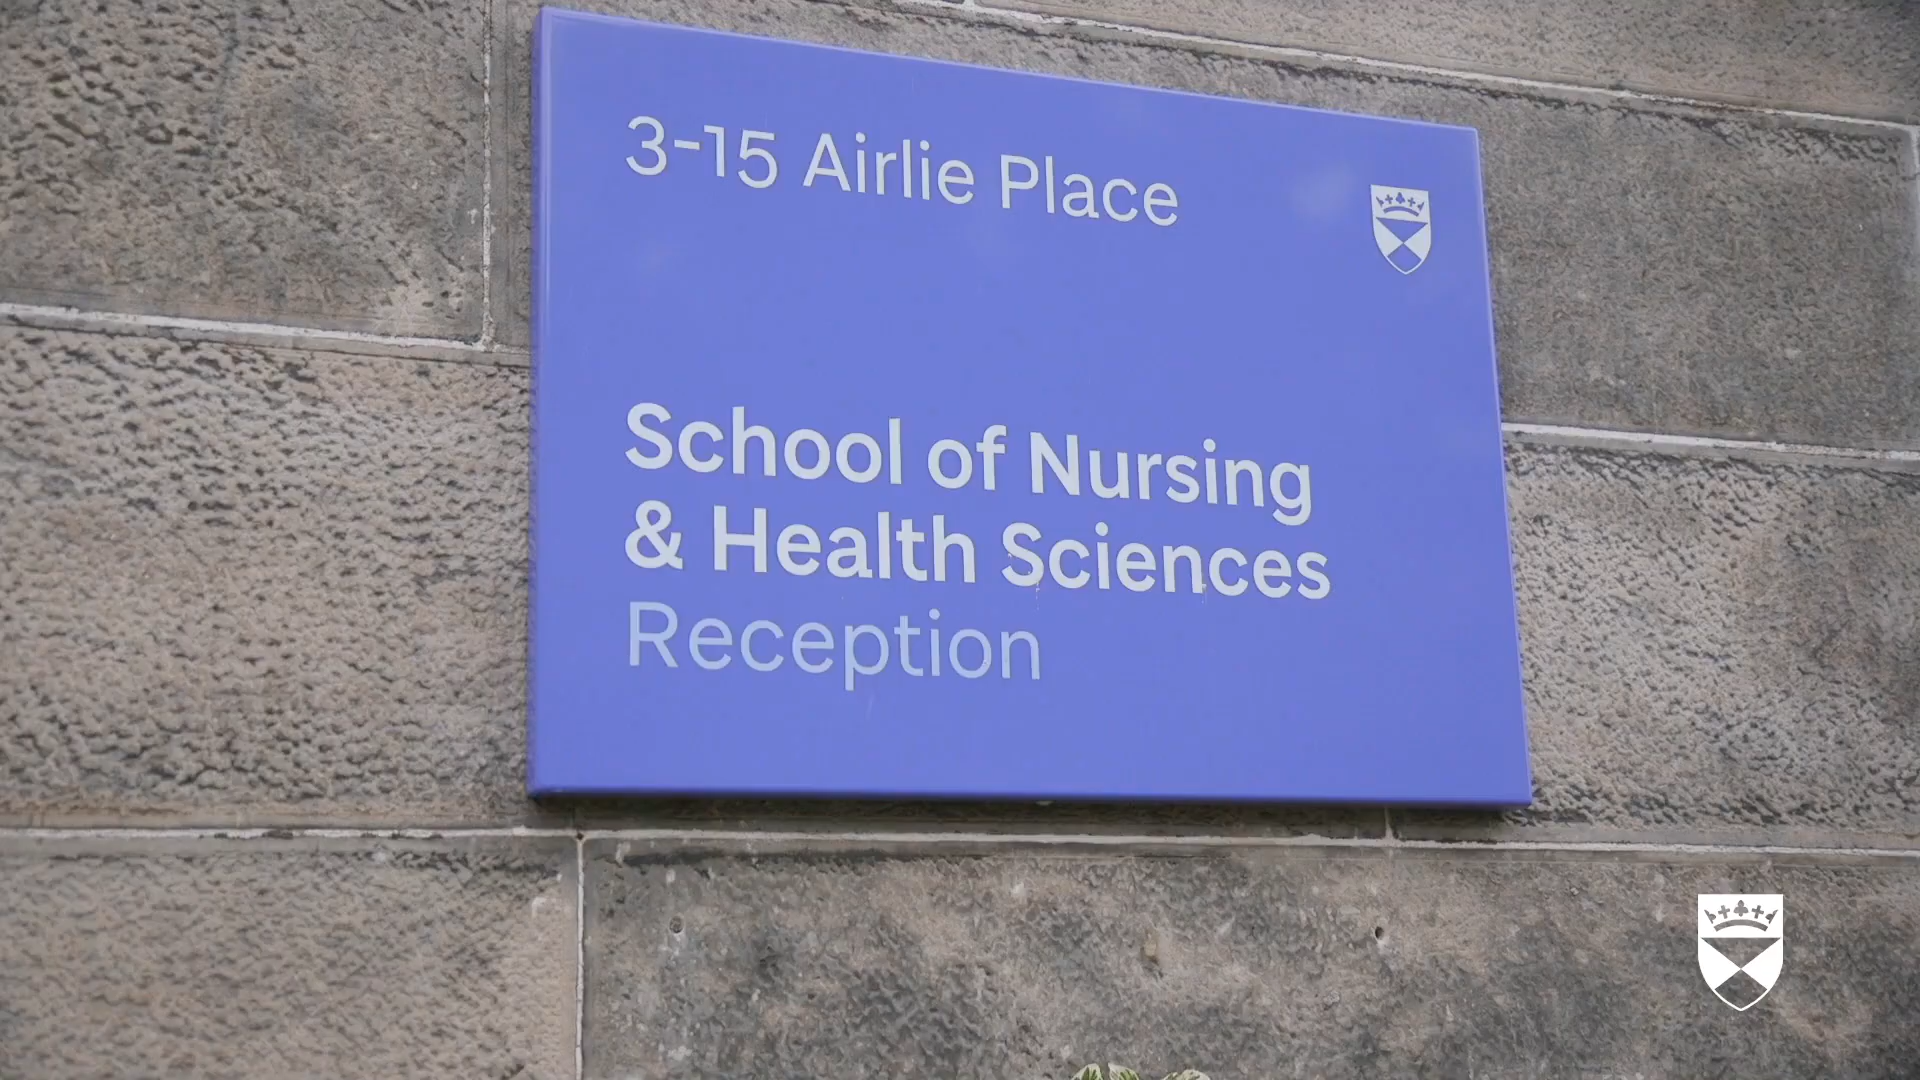 3-15 Airlie Place
School of Nursing
& Health Sciences
Reception